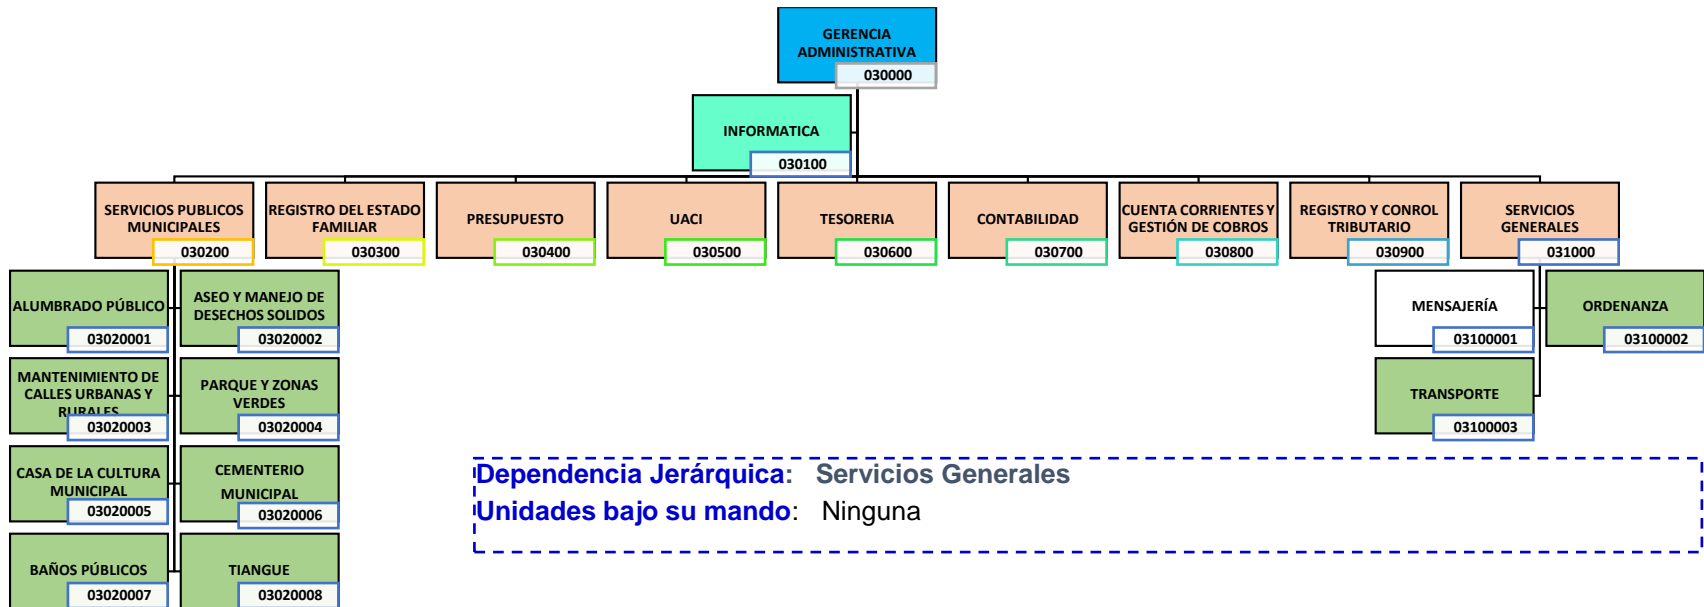 GERENCIA
ADMINISTRATIVA
030000
INFORMATICA
030100
SERVICIOS PUBLICOS
MUNICIPALES
030200
REGISTRO DEL ESTADO
FAMILIAR
030300
PRESUPUESTO
030400
UACI
030500
TESORERIA
030600
CONTABILIDAD
030700
CUENTA CORRIENTES Y
GESTIÓN DE COBROS
030800
REGISTRO Y CONROL
TRIBUTARIO
030900
SERVICIOS
GENERALES
031000
ALUMBRADO PÚBLICO
03020001
ASEO Y MANEJO DE
DESECHOS SOLIDOS
03020002
MENSAJERÍA
03100001
ORDENANZA
03100002
MANTENIMIENTO DE
CALLES URBANAS Y
RURALES
03020003
PARQUE Y ZONAS
VERDES
03020004
TRANSPORTE
03100003
CASA DE LA CULTURA
MUNICIPAL
03020005
CEMENTERIO
MUNICIPAL
03020006
Dependencia Jerárquica: Servicios Generales
Unidades bajo su mando: Ninguna
BAÑOS PÚBLICOS
03020007
TIANGUE
03020008